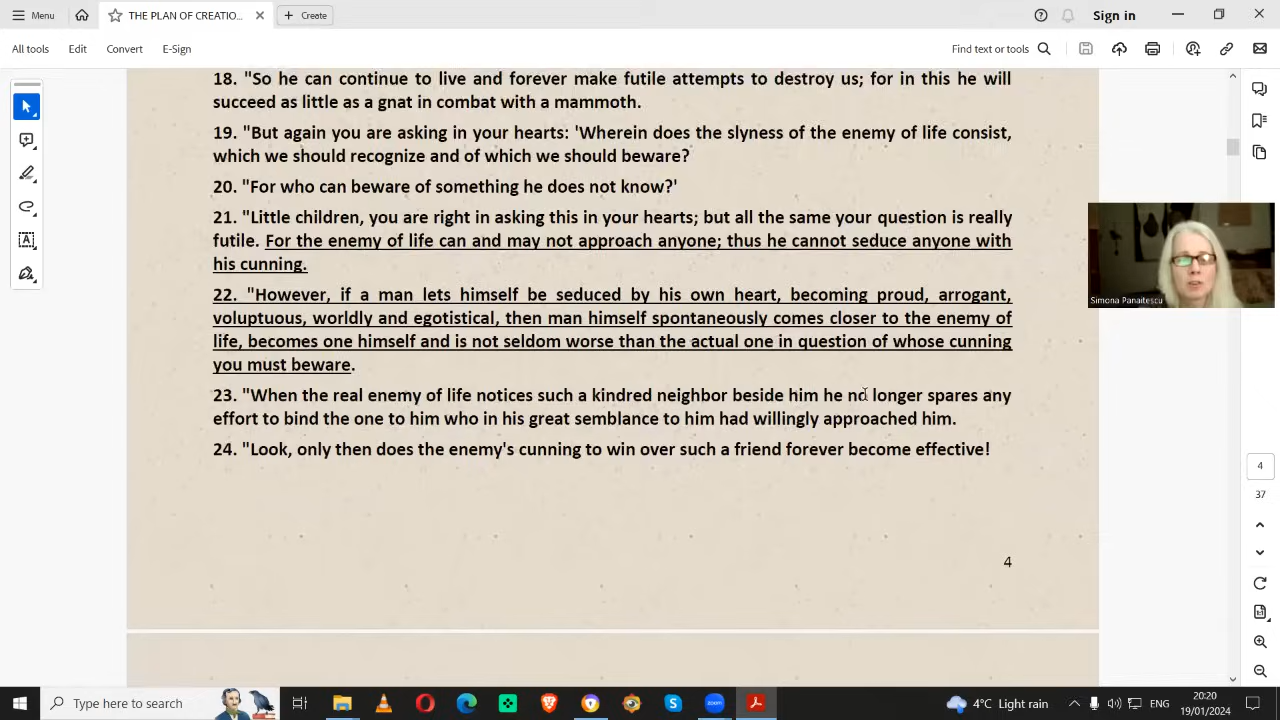 Menu
THE PLAN OF CREATIO...
Create
Sign in
All tools
Edit
Convert
E-Sign
Find text or tools
18. "So he can continue to live and forever make futile attempts to destroy us; for in this he will
succeed as little as a gnat in combat with a mammoth.
19. "But again you are asking in your hearts: 'Wherein does the slyness of the enemy of life consist,
which we should recognize and of which we should beware?
20. "For who can beware of something he does not know?'
21. "Little children, you are right in asking this in your hearts; but all the same your question is really
futile. For the enemy of life can and may not approach anyone; thus he cannot seduce anyone with
his cunning.
22. "However, if a man lets himself be seduced by his own heart, becoming proud, arrogant,
voluptuous, worldly and egotistical, then man himself spontaneously comes closer to the enemy of
life, becomes one himself and is not seldom worse than the actual one in question of whose cunning
you must beware.
23. "When the real enemy of life notices such a kindred neighbor beside him he no longer spares any
effort to bind the one to him who in his great semblance to him had willingly approached him.
24. "Look, only then does the enemy's cunning to win over such a friend forever become effective!
4
Simona Panaitescu
4
37
Type here to search
zoom
4°C Light rain
ENG
20:20
19/01/2024